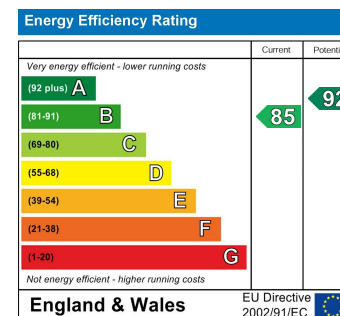 Energy Efficiency Rating
Current
Very energy efficient - lower running costs
(92 plus) A
92
(81-91) B
85
(69-80) C
(55-68) D
(39-54) E
(21-38) F
(1-20) G
Not energy efficient - higher running costs
England & Wales
EU Directive
2002/91/EC